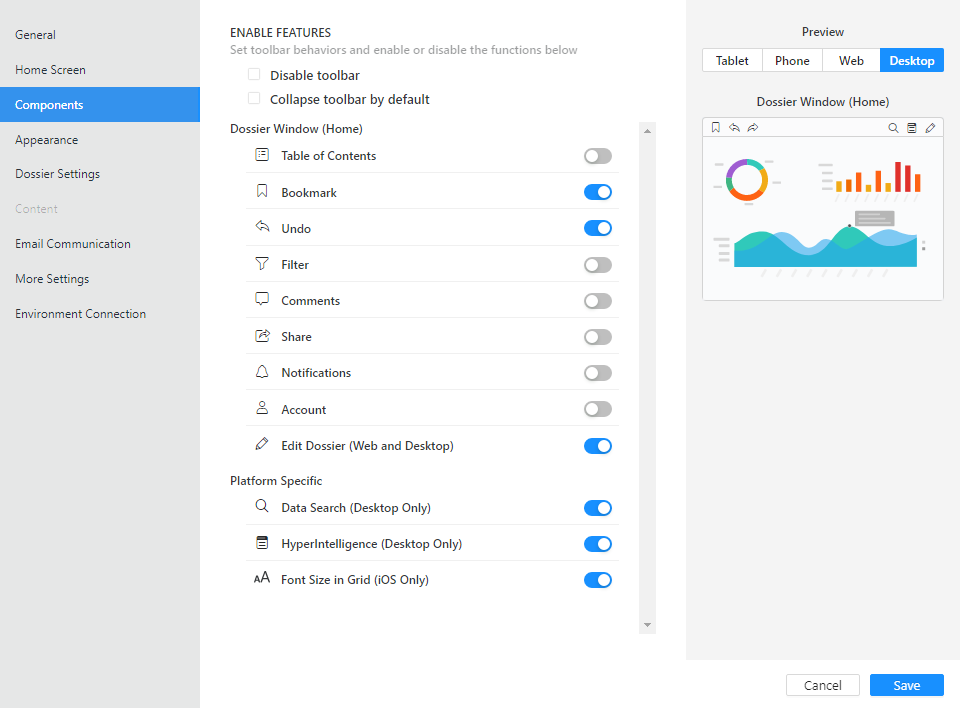 General
Home Screen
Components
Appearance
Dossier Settings
Content
Email Communication
More Settings
Environment Connection
ENABLE FEATURES
Set toolbar behaviors and enable or disable the functions below
Disable toolbar
Collapse toolbar by default
Dossier Window (Home)
Table of Contents
Bookmark
Undo
Filter
Comments
Share
Notifications
Account
Edit Dossier (Web and Desktop)
Platform Specific
Data Search (Desktop Only)
HyperIntelligence (Desktop Only)
AA Font Size in Grid (iOS Only)
Preview
Tablet Phone Web Desktop
Dossier Window (Home)
Cancel Save